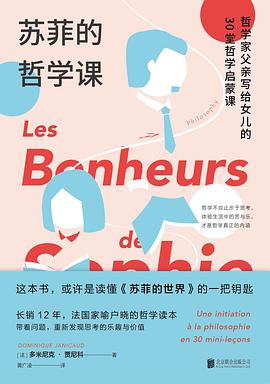 苏菲的
哲学课
哲学家父亲写给女儿的
30堂哲学启蒙课
Philosophy
Les
Bonheurs
de
Sophie
哲学不应止步于思考，
体验生活中的思与乐，
才是哲学真正的内涵
这本书，或许是读懂《苏菲的世界》的一把钥匙
长销12年，法国家喻户晓的哲学读本
带着问题，重新发现思考的乐趣与价值
Une initiation
à la philosophie
en 30 mini-leçons
DOMINIQUE JANICAUD
［法］多米尼克·贾尼科——著
黄广凌——译
北京联合出版公司